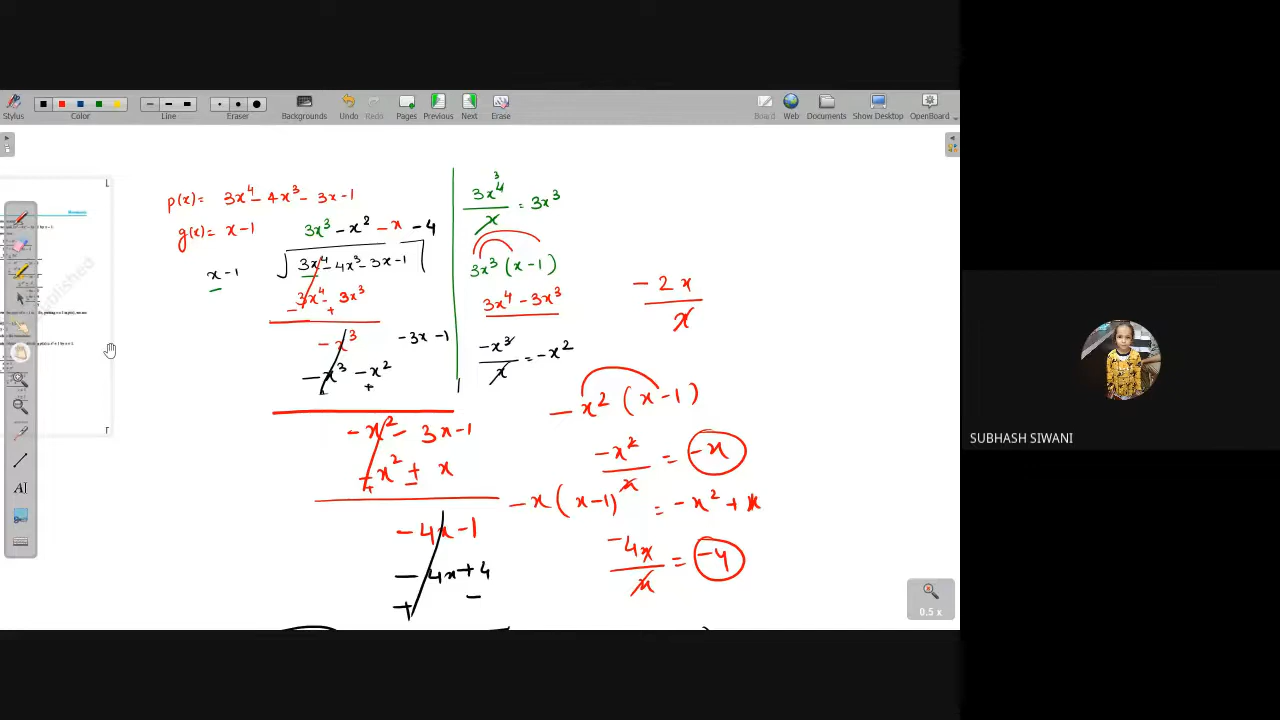 Stylus
Color
Line
Backgrounds
Undo
Redo
Pages
Previous
Next
Erase
Board
Web
Documents
Show Desktop
OpenBoard
p(x) = 3x⁴ - 4x³ - 3x - 1
g(x) = x - 1
3x³ - x² - x - 4
x - 1
3x⁴ - 4x³ - 3x - 1
3x⁴ - 3x³
- +
- x³ - 3x - 1
- x³ - x²
+
- x² - 3x - 1
- x² + x
+ -
- 4x - 1
- 4x + 4
+ -
3x⁴/x = 3x³
3
3x³ (x - 1)
3x⁴ - 3x³
-x³/x = -x²
- 2x/x
- x² (x - 1)
-x²/x = -x
- x (x - 1) = - x² + x
-4x/x = -4
0.5 x
SUBHASH SIWANI